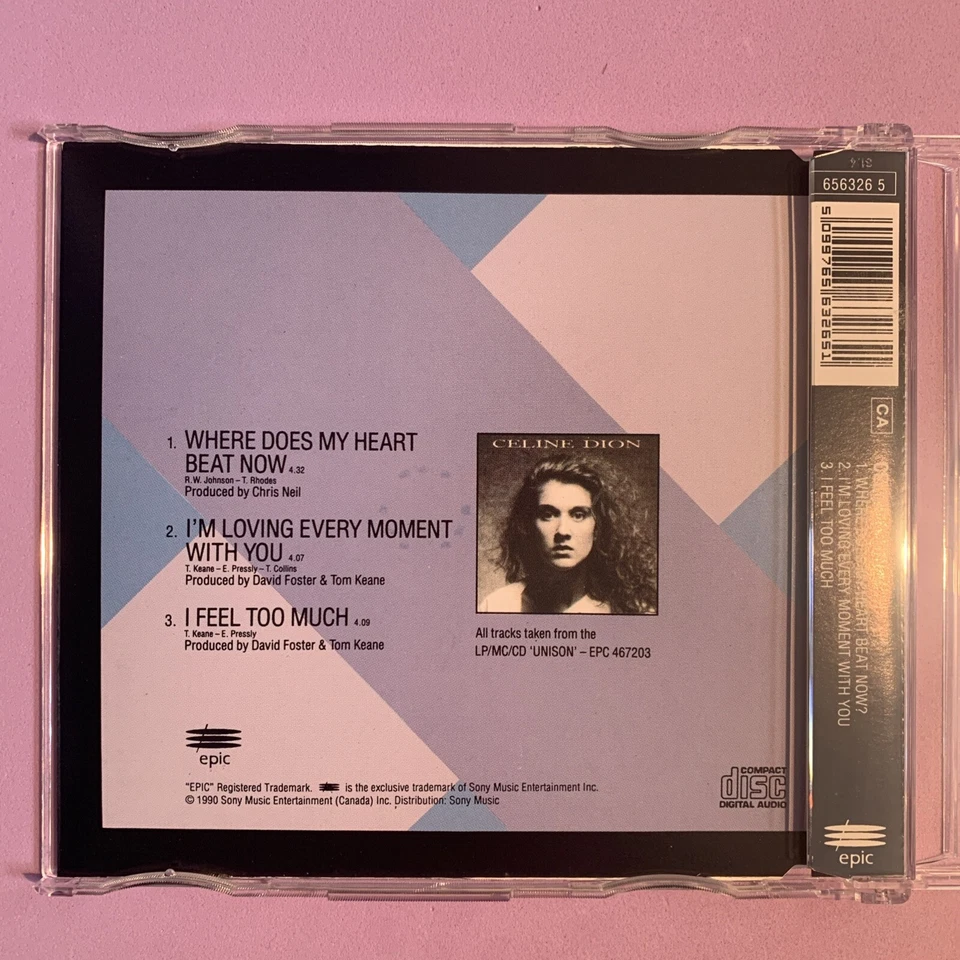 1. WHERE DOES MY HEART
BEAT NOW 4.32
R.W. Johnson – T. Rhodes
Produced by Chris Neil
2. I'M LOVING EVERY MOMENT
WITH YOU 4.07
T. Keane – E. Pressly – T. Collins
Produced by David Foster & Tom Keane
3. I FEEL TOO MUCH 4.09
T. Keane – E. Pressly
Produced by David Foster & Tom Keane
CELINE DION
All tracks taken from the
LP/MC/CD 'UNISON' – EPC 467203
epic
"EPIC" Registered Trademark. is the exclusive trademark of Sony Music Entertainment Inc.
© 1990 Sony Music Entertainment (Canada) Inc. Distribution: Sony Music
COMPACT
disc
DIGITAL AUDIO
656326 5
5 099765 632651
CA
1. WHERE HEART BEAT NOW?
2. I'M LOVING EVERY MOMENT WITH YOU
3. I FEEL TOO MUCH
epic